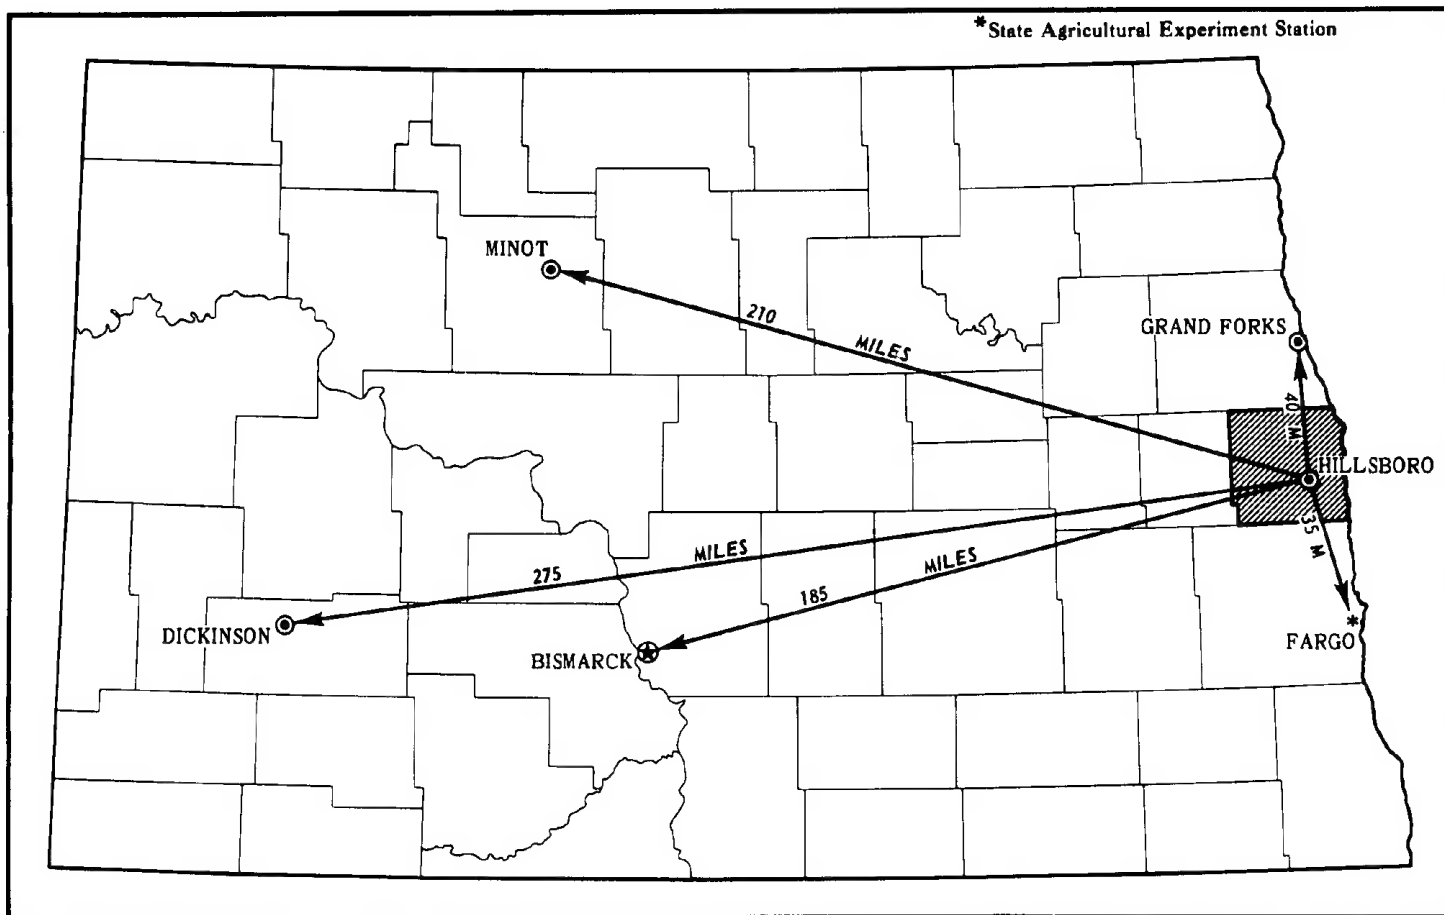 *State Agricultural Experiment Station
MINOT
210
MILES
GRAND FORKS
40 M.
HILLSBORO
35 M
MILES
275
MILES
185
DICKINSON
BISMARCK
*
FARGO